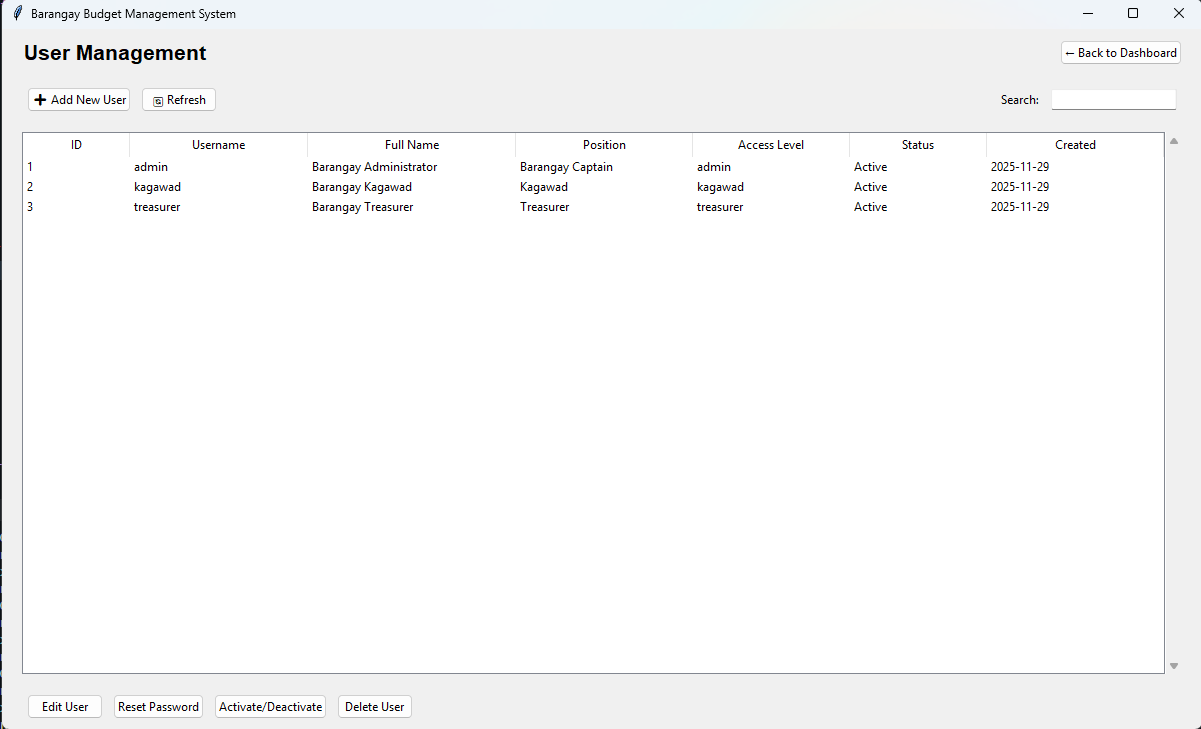 Barangay Budget Management System
User Management
← Back to Dashboard
➕ Add New User Refresh Search:
ID Username Full Name Position Access Level Status Created
1 admin Barangay Administrator Barangay Captain admin Active 2025-11-29
2 kagawad Barangay Kagawad Kagawad kagawad Active 2025-11-29
3 treasurer Barangay Treasurer Treasurer treasurer Active 2025-11-29
Edit User Reset Password Activate/Deactivate Delete User